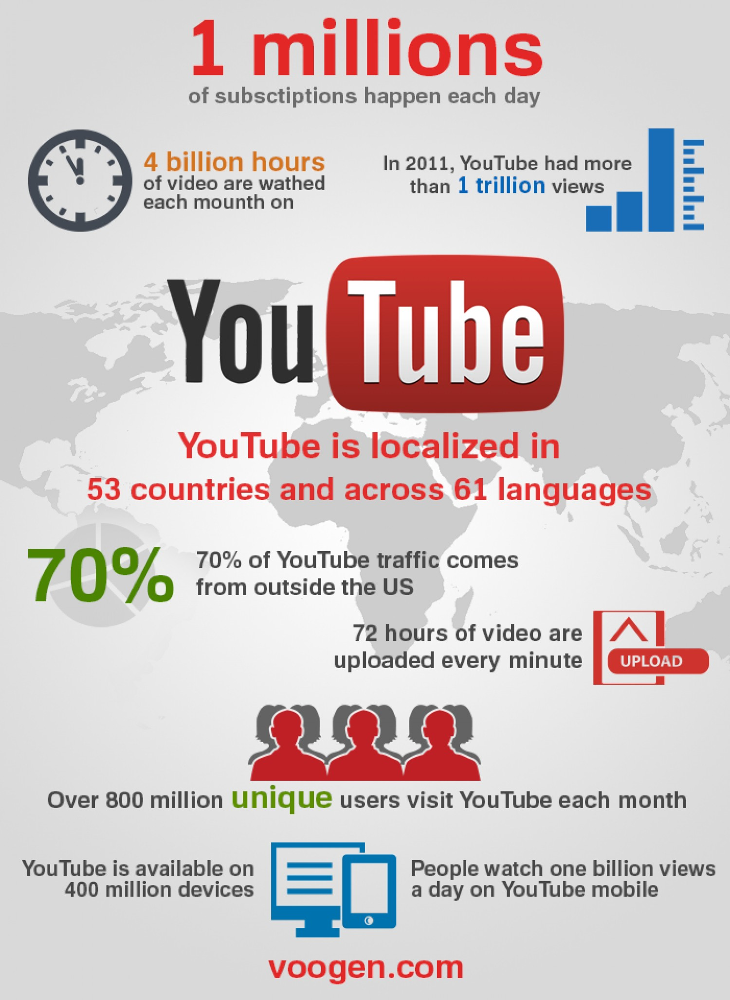 1 millions
of subsctiptions happen each day
4 billion hours
of video are wathed
each mounth on
In 2011, YouTube had more
than 1 trillion views
YouTube
YouTube is localized in
53 countries and across 61 languages
70%
70% of YouTube traffic comes
from outside the US
72 hours of video are
uploaded every minute
UPLOAD
Over 800 million unique users visit YouTube each month
YouTube is available on
400 million devices
People watch one billion views
a day on YouTube mobile
voogen.com